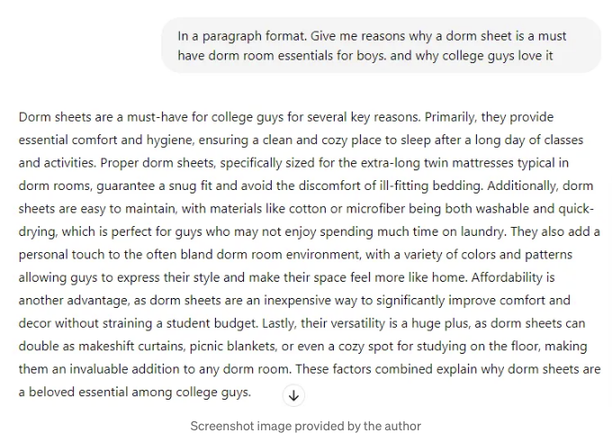 In a paragraph format. Give me reasons why a dorm sheet is a must
have dorm room essentials for boys. and why college guys love it
Dorm sheets are a must-have for college guys for several key reasons. Primarily, they provide
essential comfort and hygiene, ensuring a clean and cozy place to sleep after a long day of classes
and activities. Proper dorm sheets, specifically sized for the extra-long twin mattresses typical in
dorm rooms, guarantee a snug fit and avoid the discomfort of ill-fitting bedding. Additionally, dorm
sheets are easy to maintain, with materials like cotton or microfiber being both washable and quick-
drying, which is perfect for guys who may not enjoy spending much time on laundry. They also add a
personal touch to the often bland dorm room environment, with a variety of colors and patterns
allowing guys to express their style and make their space feel more like home. Affordability is
another advantage, as dorm sheets are an inexpensive way to significantly improve comfort and
decor without straining a student budget. Lastly, their versatility is a huge plus, as dorm sheets can
double as makeshift curtains, picnic blankets, or even a cozy spot for studying on the floor, making
them an invaluable addition to any dorm room. These factors combined explain why dorm sheets are
a beloved essential among college guys.
Screenshot image provided by the author